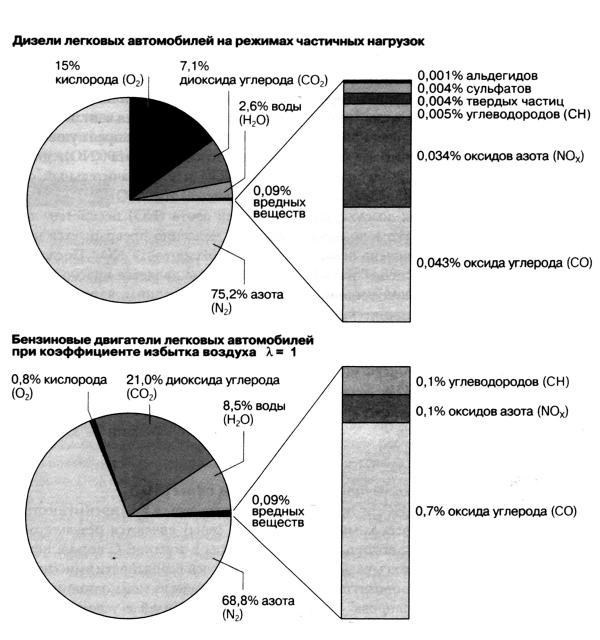 Дизели легковых автомобилей на режимах частичных нагрузок
15%
кислорода (O₂)
7,1%
диоксида углерода (CO₂)
2,6% воды
(H₂O)
0,09%
вредных
веществ
75,2% азота
(N₂)
0,001% альдегидов
0,004% сульфатов
0,004% твердых частиц
0,005% углеводородов (CH)
0,034% оксидов азота (NOX)
0,043% оксида углерода (CO)
Бензиновые двигатели легковых автомобилей
при коэффициенте избытка воздуха λ = 1
0,8% кислорода
(O₂)
21,0% диоксида углерода
(CO₂)
8,5% воды
(H₂O)
0,09%
вредных
веществ
68,8% азота
(N₂)
0,1% углеводородов (CH)
0,1% оксидов азота (NOX)
0,7% оксида углерода (CO)